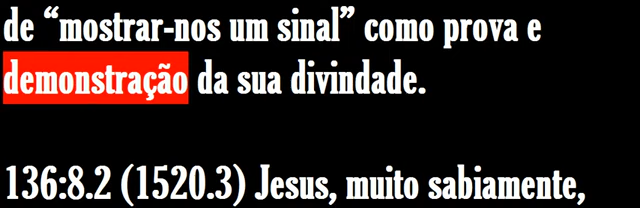 de “mostrar-nos um sinal” como prova e
demonstração da sua divindade.
136:8.2 (1520.3) Jesus, muito sabiamente,